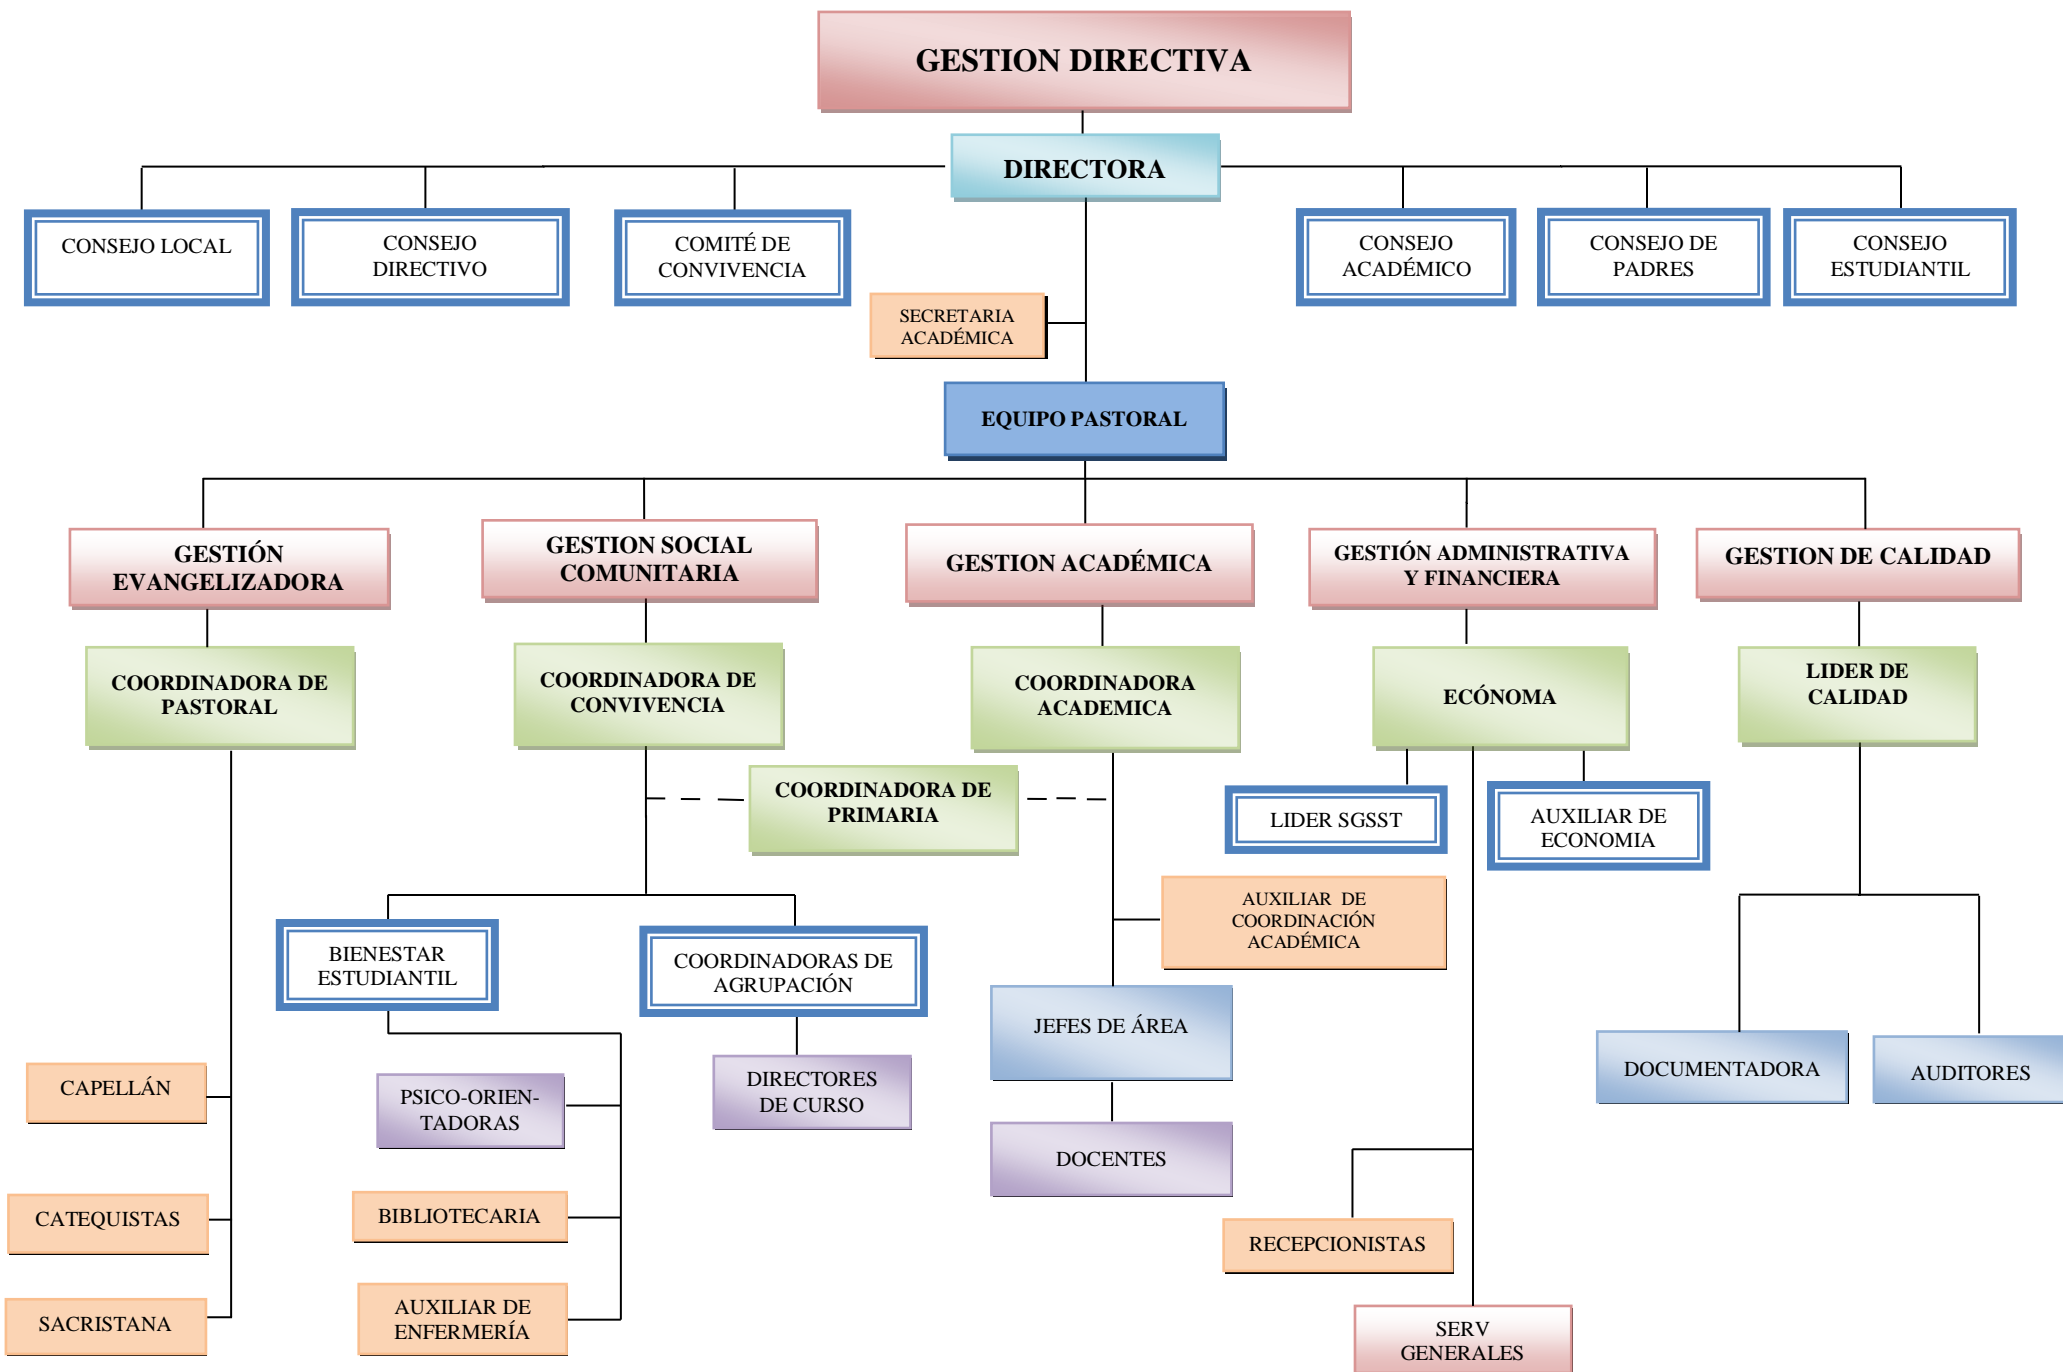 GESTION DIRECTIVA
DIRECTORA
CONSEJO LOCAL
CONSEJO
DIRECTIVO
COMITÉ DE
CONVIVENCIA
CONSEJO
ACADÉMICO
CONSEJO DE
PADRES
CONSEJO
ESTUDIANTIL
SECRETARIA
ACADÉMICA
EQUIPO PASTORAL
GESTIÓN
EVANGELIZADORA
GESTION SOCIAL
COMUNITARIA
GESTION ACADÉMICA
GESTIÓN ADMINISTRATIVA
Y FINANCIERA
GESTION DE CALIDAD
COORDINADORA DE
PASTORAL
COORDINADORA DE
CONVIVENCIA
COORDINADORA
ACADEMICA
ECÓNOMA
LIDER DE
CALIDAD
COORDINADORA DE
PRIMARIA
LIDER SGSST
AUXILIAR DE
ECONOMIA
AUXILIAR DE
COORDINACIÓN
ACADÉMICA
BIENESTAR
ESTUDIANTIL
COORDINADORAS DE
AGRUPACIÓN
JEFES DE ÁREA
DOCUMENTADORA
AUDITORES
CAPELLÁN
PSICO-ORIEN-
TADORAS
DIRECTORES
DE CURSO
DOCENTES
CATEQUISTAS
BIBLIOTECARIA
RECEPCIONISTAS
SACRISTANA
AUXILIAR DE
ENFERMERÍA
SERV
GENERALES